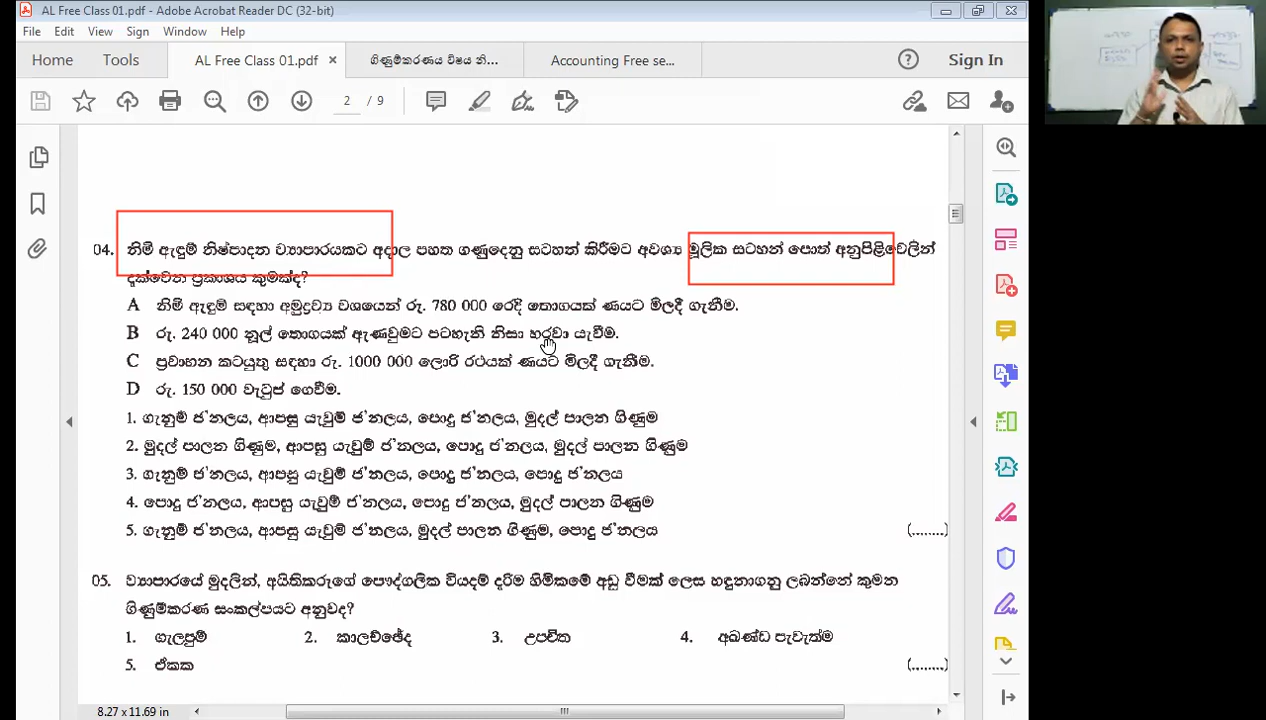 AL Free Class 01.pdf - Adobe Acrobat Reader DC (32-bit)
File Edit View Sign Window Help
Home Tools AL Free Class 01.pdf × ගිණුම්කරණය විෂය නි... Accounting Free se... Sign In
2 / 9
04. නිමි ඇඳුම් නිෂ්පාදන ව්‍යාපාරයකට අදාල පහත ගණුදෙනු සටහන් කිරීමට අවශ්‍ය මූලික සටහන් පොත් අනුපිළිවෙලින්
දැක්වෙන ප්‍රකාශය කුමක්ද?
A නිමි ඇඳුම් සඳහා අමුද්‍රව්‍ය වශයෙන් රු. 780 000 රෙදි තොගයක් ණයට මිලදී ගැනීම.
B රු. 240 000 නූල් තොගයක් ඇණවුමට පටහැනි නිසා හරවා යැවීම.
C ප්‍රවාහන කටයුතු සඳහා රු. 1000 000 ලොරි රථයක් ණයට මිලදී ගැනීම.
D රු. 150 000 වැටුප් ගෙවීම.
1. ගැනුම් ජ'නලය, ආපසු යැවුම් ජ'නලය, පොදු ජ'නලය, මුදල් පාලන ගිණුම
2. මුදල් පාලන ගිණුම, ආපසු යැවුම් ජ'නලය, පොදු ජ'නලය, මුදල් පාලන ගිණුම
3. ගැනුම් ජ'නලය, ආපසු යැවුම් ජ'නලය, පොදු ජ'නලය, පොදු ජ'නලය
4. පොදු ජ'නලය, ආපසු යැවුම් ජ'නලය, පොදු ජ'නලය, මුදල් පාලන ගිණුම
5. ගැනුම් ජ'නලය, ආපසු යැවුම් ජ'නලය, මුදල් පාලන ගිණුම, පොදු ජ'නලය (........)
05. ව්‍යාපාරයේ මුදලින්, අයිතිකරුගේ පෞද්ගලික වියදම් දැරීම හිමිකමේ අඩු වීමක් ලෙස හඳුනාගනු ලබන්නේ කුමන
ගිණුම්කරණ සංකල්පයට අනුවද?
1. ගැලපුම් 2. කාලච්ඡේද 3. උපචිත 4. අඛණ්ඩ පැවැත්ම
5. ඒකක (........)
8.27 x 11.69 in